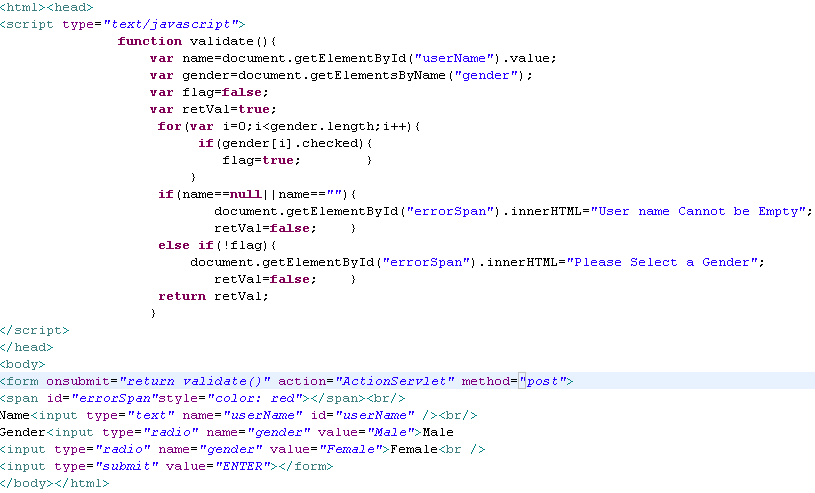 <html><head>
<script type="text/javascript">
function validate(){
var name=document.getElementById("userName").value;
var gender=document.getElementsByName("gender");
var flag=false;
var retVal=true;
for(var i=0;i<gender.length;i++){
if(gender[i].checked){
flag=true; }
}
if(name==null||name==""){
document.getElementById("errorSpan").innerHTML="User name Cannot be Empty";
retVal=false; }
else if(!flag){
document.getElementById("errorSpan").innerHTML="Please Select a Gender";
retVal=false; }
return retVal;
}
</script>
</head>
<body>
<form onsubmit="return validate()" action="ActionServlet" method="post">
<span id="errorSpan"style="color: red"></span><br/>
Name<input type="text" name="userName" id="userName" /><br/>
Gender<input type="radio" name="gender" value="Male">Male
<input type="radio" name="gender" value="Female">Female<br />
<input type="submit" value="ENTER"></form>
</body></html>